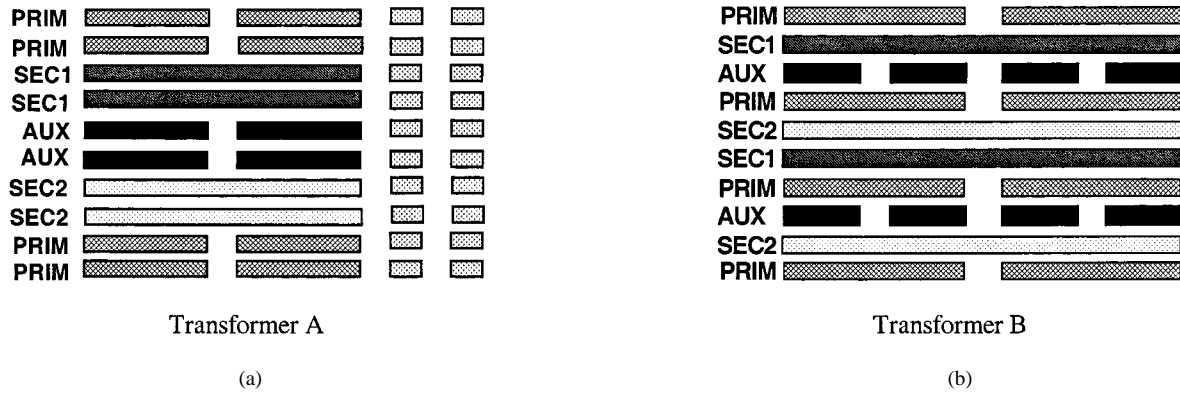 PRIM
PRIM
SEC1
SEC1
AUX
AUX
SEC2
SEC2
PRIM
PRIM
Transformer A
(a)
PRIM
SEC1
AUX
PRIM
SEC2
SEC1
PRIM
AUX
SEC2
PRIM
Transformer B
(b)